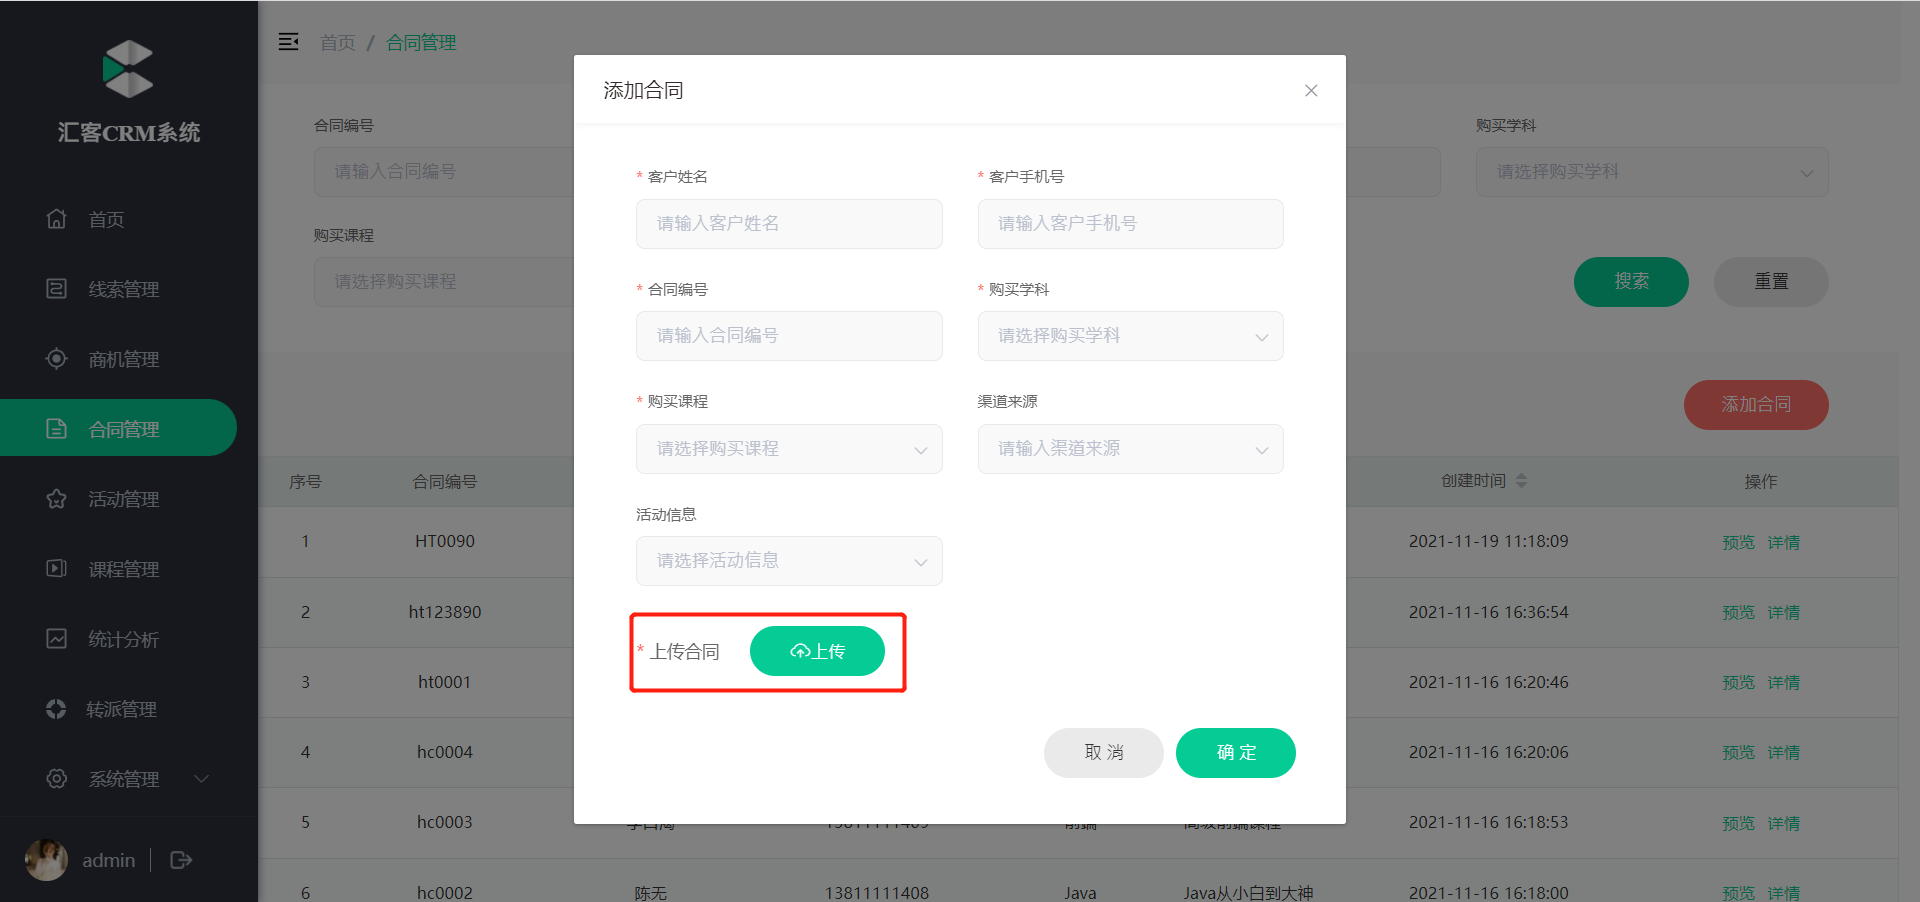 汇客CRM系统
首页
线索管理
商机管理
合同管理
活动管理
课程管理
统计分析
转派管理
系统管理
admin
首页 / 合同管理
合同编号
请输入合同编号
购买学科
请选择购买学科
购买课程
请选择购买课程
搜索
重置
添加合同
序号 合同编号 创建时间 操作
1 HT0090 2021-11-19 11:18:09 预览 详情
2 ht123890 2021-11-16 16:36:54 预览 详情
3 ht0001 2021-11-16 16:20:46 预览 详情
4 hc0004 2021-11-16 16:20:06 预览 详情
5 hc0003 2021-11-16 16:18:53 预览 详情
6 hc0002 陈无 13811111408 Java Java从小白到大神 2021-11-16 16:18:00 预览 详情
添加合同
* 客户姓名 * 客户手机号
请输入客户姓名 请输入客户手机号
* 合同编号 * 购买学科
请输入合同编号 请选择购买学科
* 购买课程 渠道来源
请选择购买课程 请输入渠道来源
活动信息
请选择活动信息
* 上传合同 上传
取 消 确 定